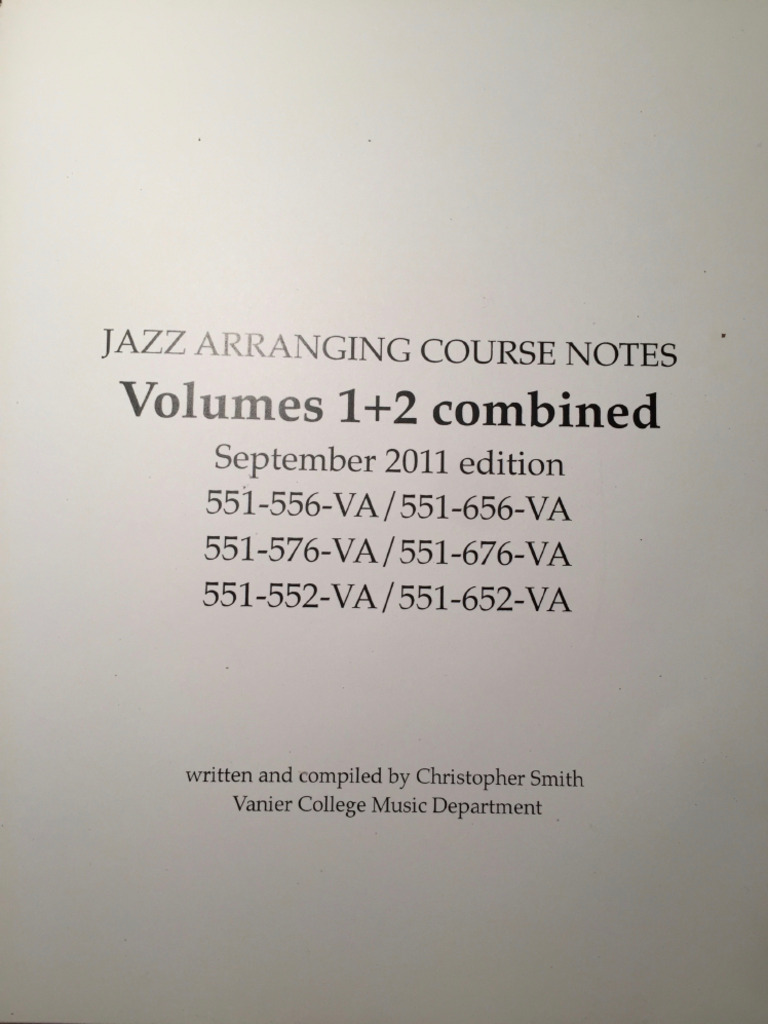 JAZZ ARRANGING COURSE NOTES
Volumes 1+2 combined
September 2011 edition
551-556-VA/551-656-VA
551-576-VA/551-676-VA
551-552-VA/551-652-VA
written and compiled by Christopher Smith
Vanier College Music Department